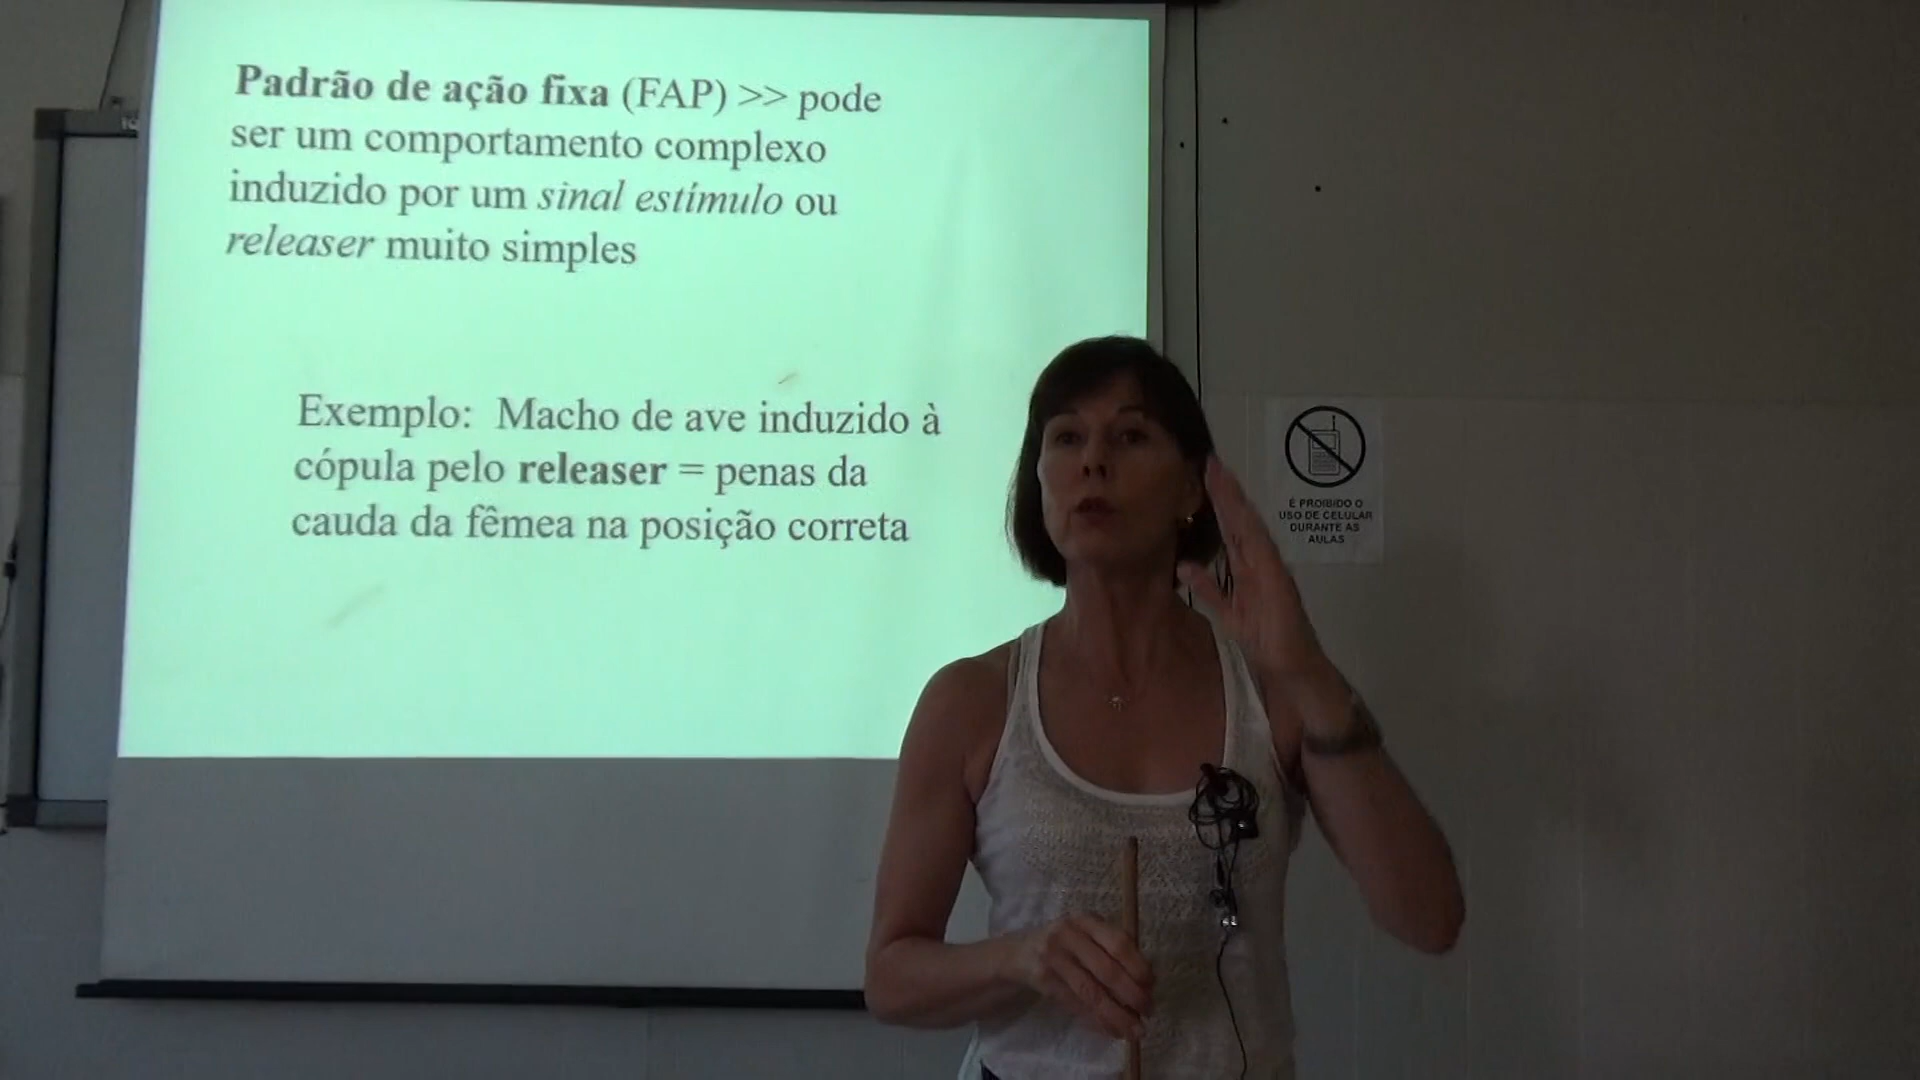 Padrão de ação fixa (FAP) >> pode
ser um comportamento complexo
induzido por um sinal estímulo ou
releaser muito simples
Exemplo: Macho de ave induzido à
cópula pelo releaser = penas da
cauda da fêmea na posição correta
É PROIBIDO O
USO DE CELULAR
DURANTE AS
AULAS